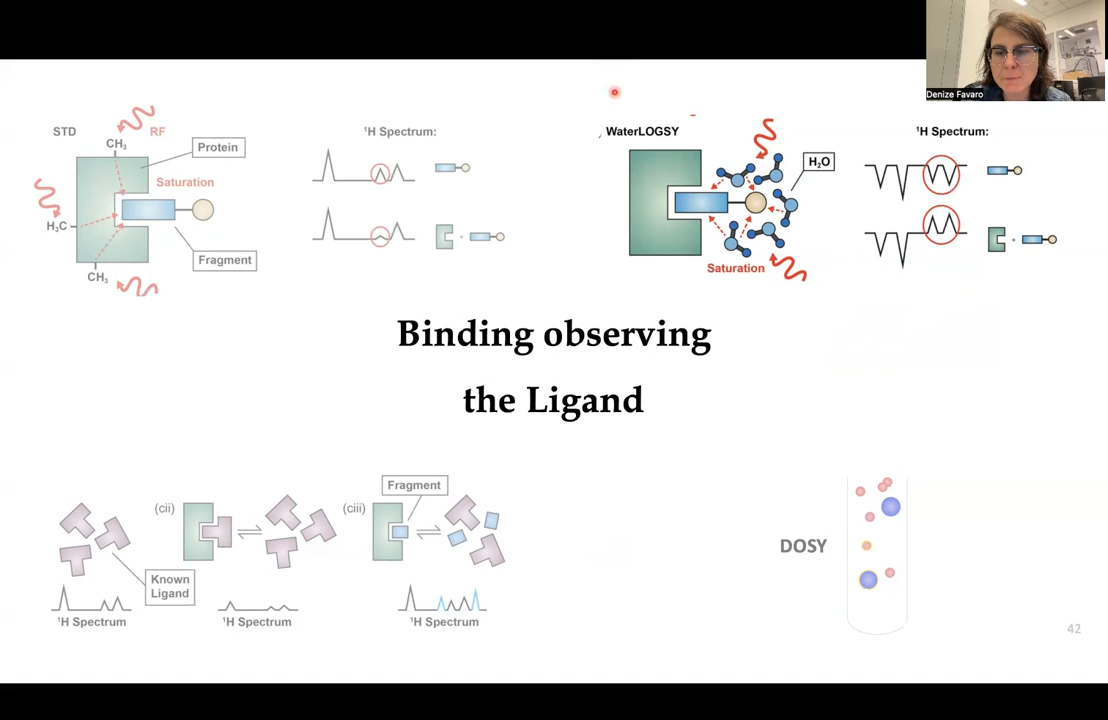 Denize Favaro
STD
RF
CH₃
Protein
Saturation
H₃C
Fragment
CH₃
¹H Spectrum:
+
WaterLOGSY
H₂O
Saturation
¹H Spectrum:
+
Binding observing
the Ligand
(cii)
(ciii)
Fragment
Known
Ligand
¹H Spectrum
¹H Spectrum
¹H Spectrum
DOSY
42